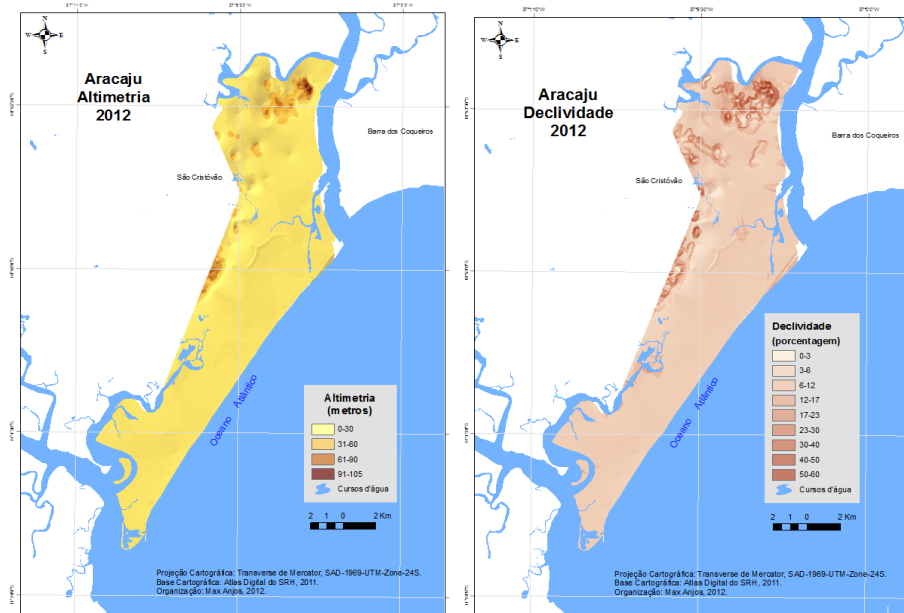 N
W E
S
Aracaju
Altimetria
2012
Barra dos Coqueiros
São Cristóvão
Oceano Atlântico
Altimetria
(metros)
0-30
31-60
61-90
91-105
Cursos d'água
2 1 0 2 Km
Projeção Cartográfica: Transverse de Mercator, SAD-1969-UTM-Zone-24S.
Base Cartográfica: Atlas Digital do SRH, 2011.
Organização: Max Anjos, 2012.
N
W E
S
Aracaju
Declividade
2012
Barra dos Coqueiros
São Cristóvão
Oceano Atlântico
Declividade
(porcentagem)
0-3
3-6
6-12
12-17
17-23
23-30
30-40
40-50
50-60
Cursos d'água
2 1 0 2 Km
Projeção Cartográfica: Transverse de Mercator, SAD-1969-UTM-Zone-24S.
Base Cartográfica: Atlas Digital do SRH, 2011.
Organização: Max Anjos, 2012.